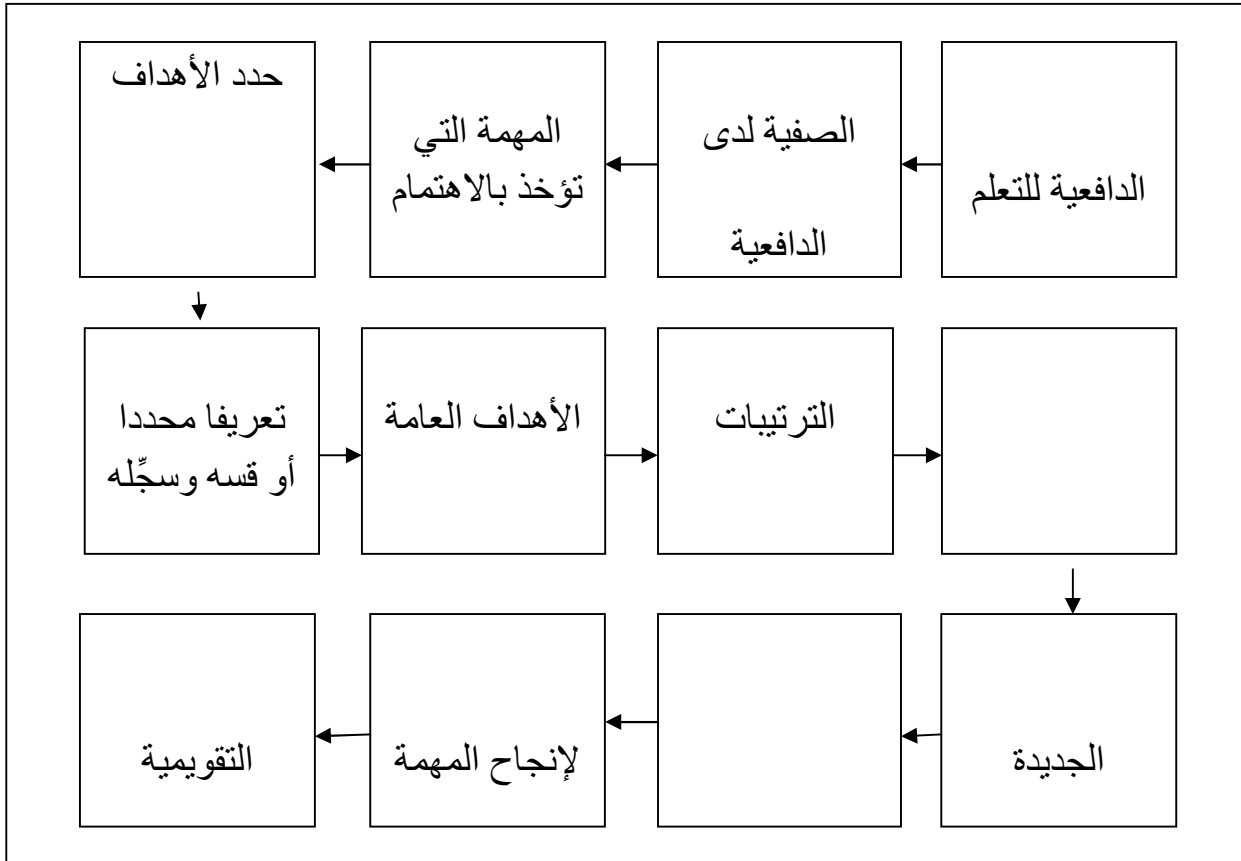 الدافعية للتعلم
الصفية لدى
الدافعية
المهمة التي
تؤخذ بالاهتمام
حدد الأهداف
تعريفا محددا
أو قسه وسجِّله
الأهداف العامة
الترتيبات
الجديدة
لإنجاح المهمة
التقويمية